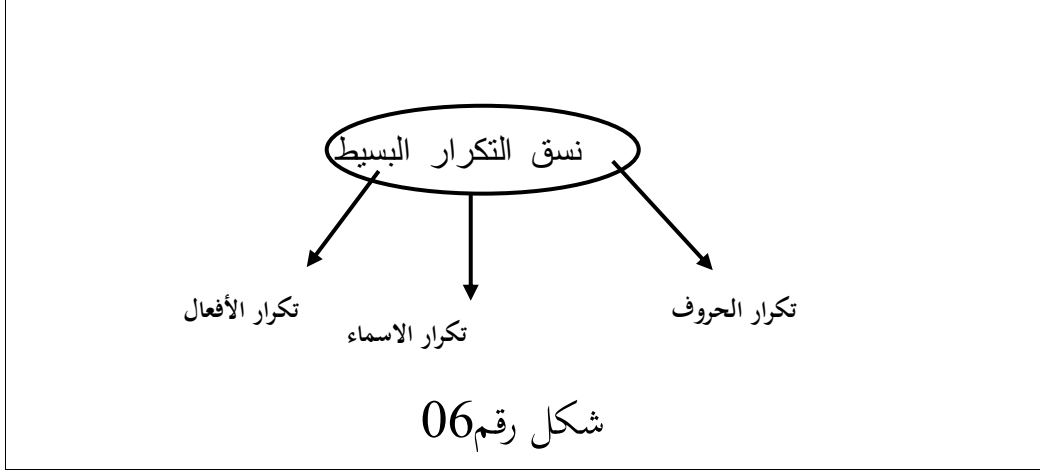 نسق التكرار البسيط
تكرار الحروف
تكرار الاسماء
تكرار الأفعال
شكل رقم06